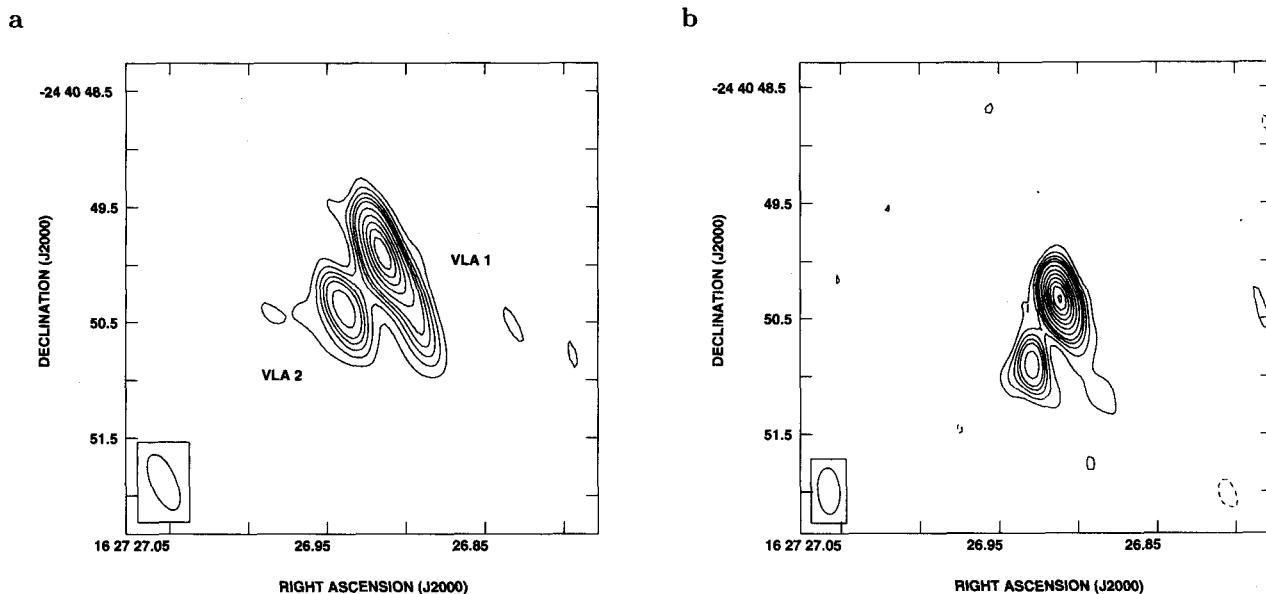 a
-24 40 48.5
49.5
50.5
51.5
DECLINATION (J2000)
VLA 1
VLA 2
16 27 27.05
26.95
26.85
RIGHT ASCENSION (J2000)
b
-24 40 48.5
49.5
50.5
51.5
DECLINATION (J2000)
16 27 27.05
26.95
26.85
RIGHT ASCENSION (J2000)